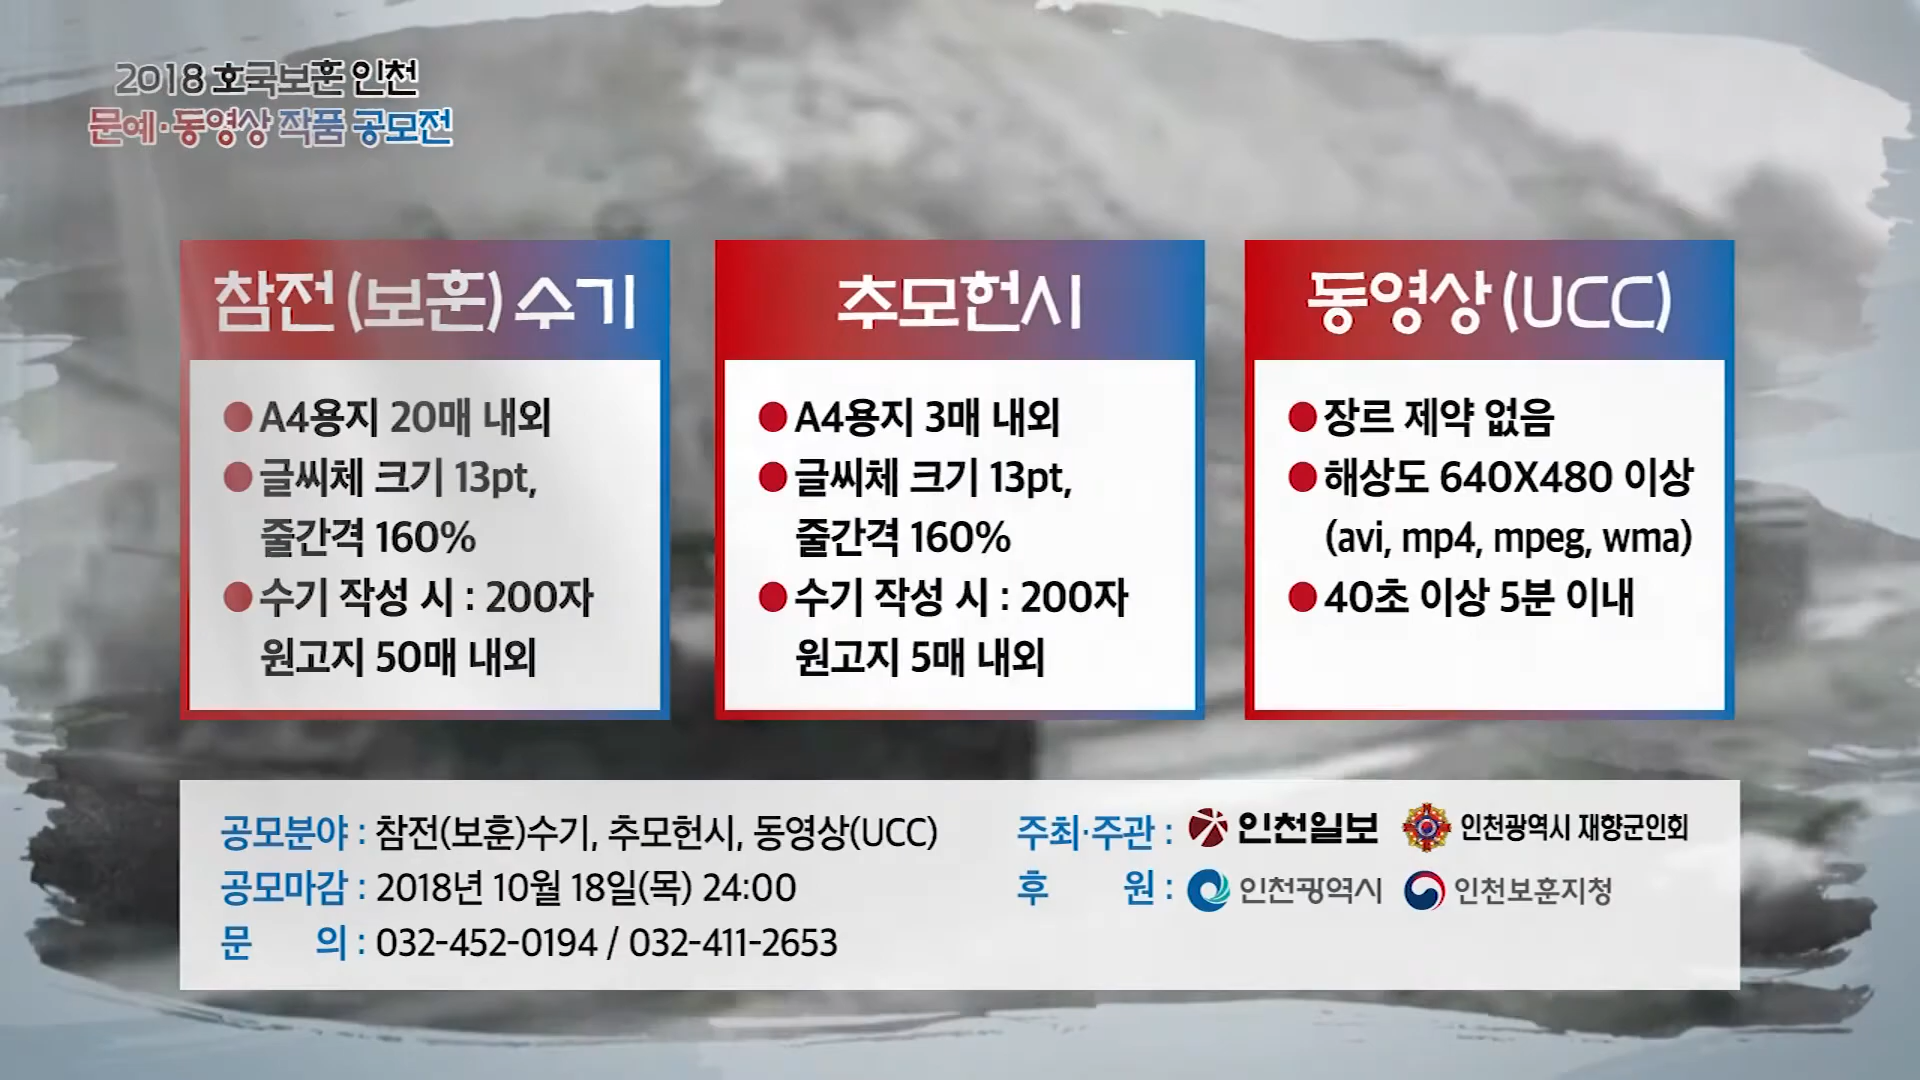 2018 호국보훈 인천
문예·동영상 작품 공모전
참전(보훈)수기
● A4용지 20매 내외
● 글씨체 크기 13pt,
줄간격 160%
● 수기 작성 시 : 200자
원고지 50매 내외
추모헌시
● A4용지 3매 내외
● 글씨체 크기 13pt,
줄간격 160%
● 수기 작성 시 : 200자
원고지 5매 내외
동영상(UCC)
● 장르 제약 없음
● 해상도 640X480 이상
(avi, mp4, mpeg, wma)
● 40초 이상 5분 이내
공모분야 : 참전(보훈)수기, 추모헌시, 동영상(UCC)
공모마감 : 2018년 10월 18일(목) 24:00
문 의 : 032-452-0194 / 032-411-2653
주최·주관 : 인천일보 인천광역시 재향군인회
후 원 : 인천광역시 인천보훈지청